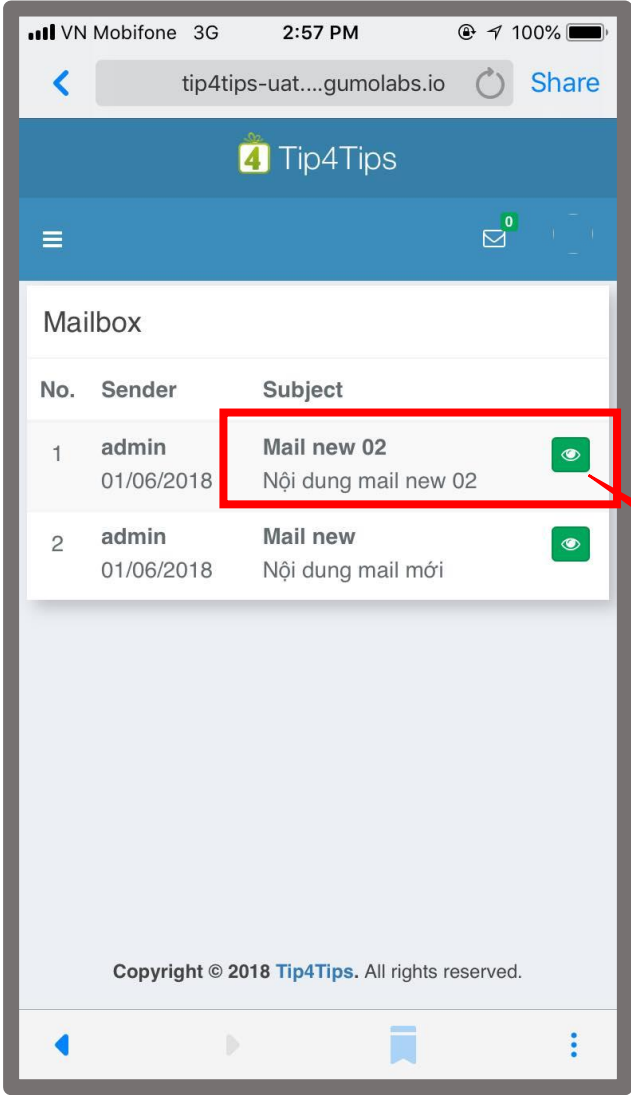 VN Mobifone 3G 2:57 PM 100%
tip4tips-uat....gumolabs.io Share
4 Tip4Tips
0
Mailbox
No. Sender Subject
1 admin Mail new 02
01/06/2018 Nội dung mail new 02
2 admin Mail new
01/06/2018 Nội dung mail mới
Copyright © 2018 Tip4Tips. All rights reserved.